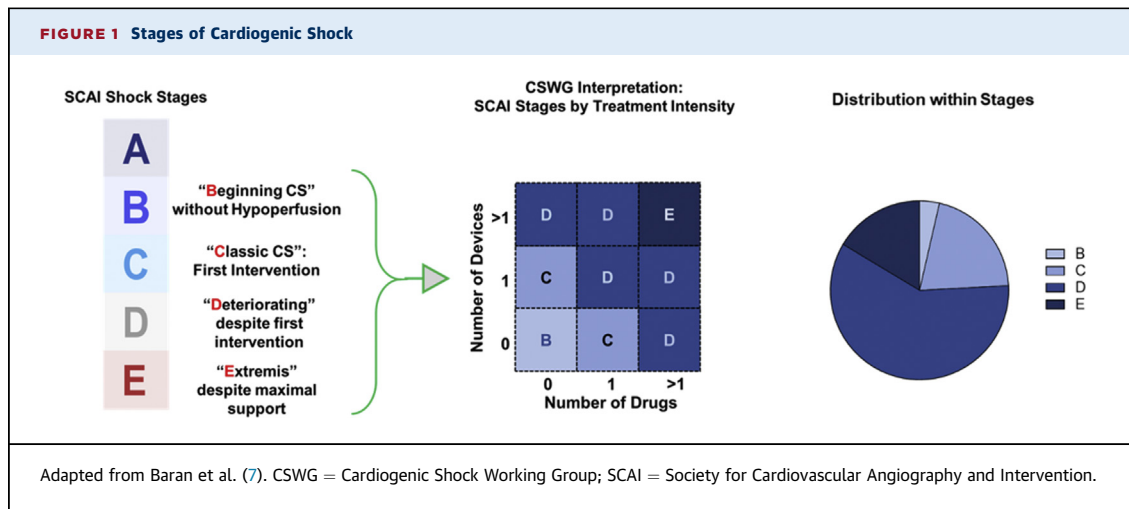 FIGURE 1 Stages of Cardiogenic Shock
SCAI Shock Stages
A
B
"Beginning CS"
without Hypoperfusion
C
"Classic CS":
First Intervention
D
"Deteriorating"
despite first
intervention
E
"Extremis"
despite maximal
support
CSWG Interpretation:
SCAI Stages by Treatment Intensity
Number of Devices
>1 D D E
1 C D D
0 B C D
0 1 >1
Number of Drugs
Distribution within Stages
B
C
D
E
Adapted from Baran et al. (7). CSWG = Cardiogenic Shock Working Group; SCAI = Society for Cardiovascular Angiography and Intervention.